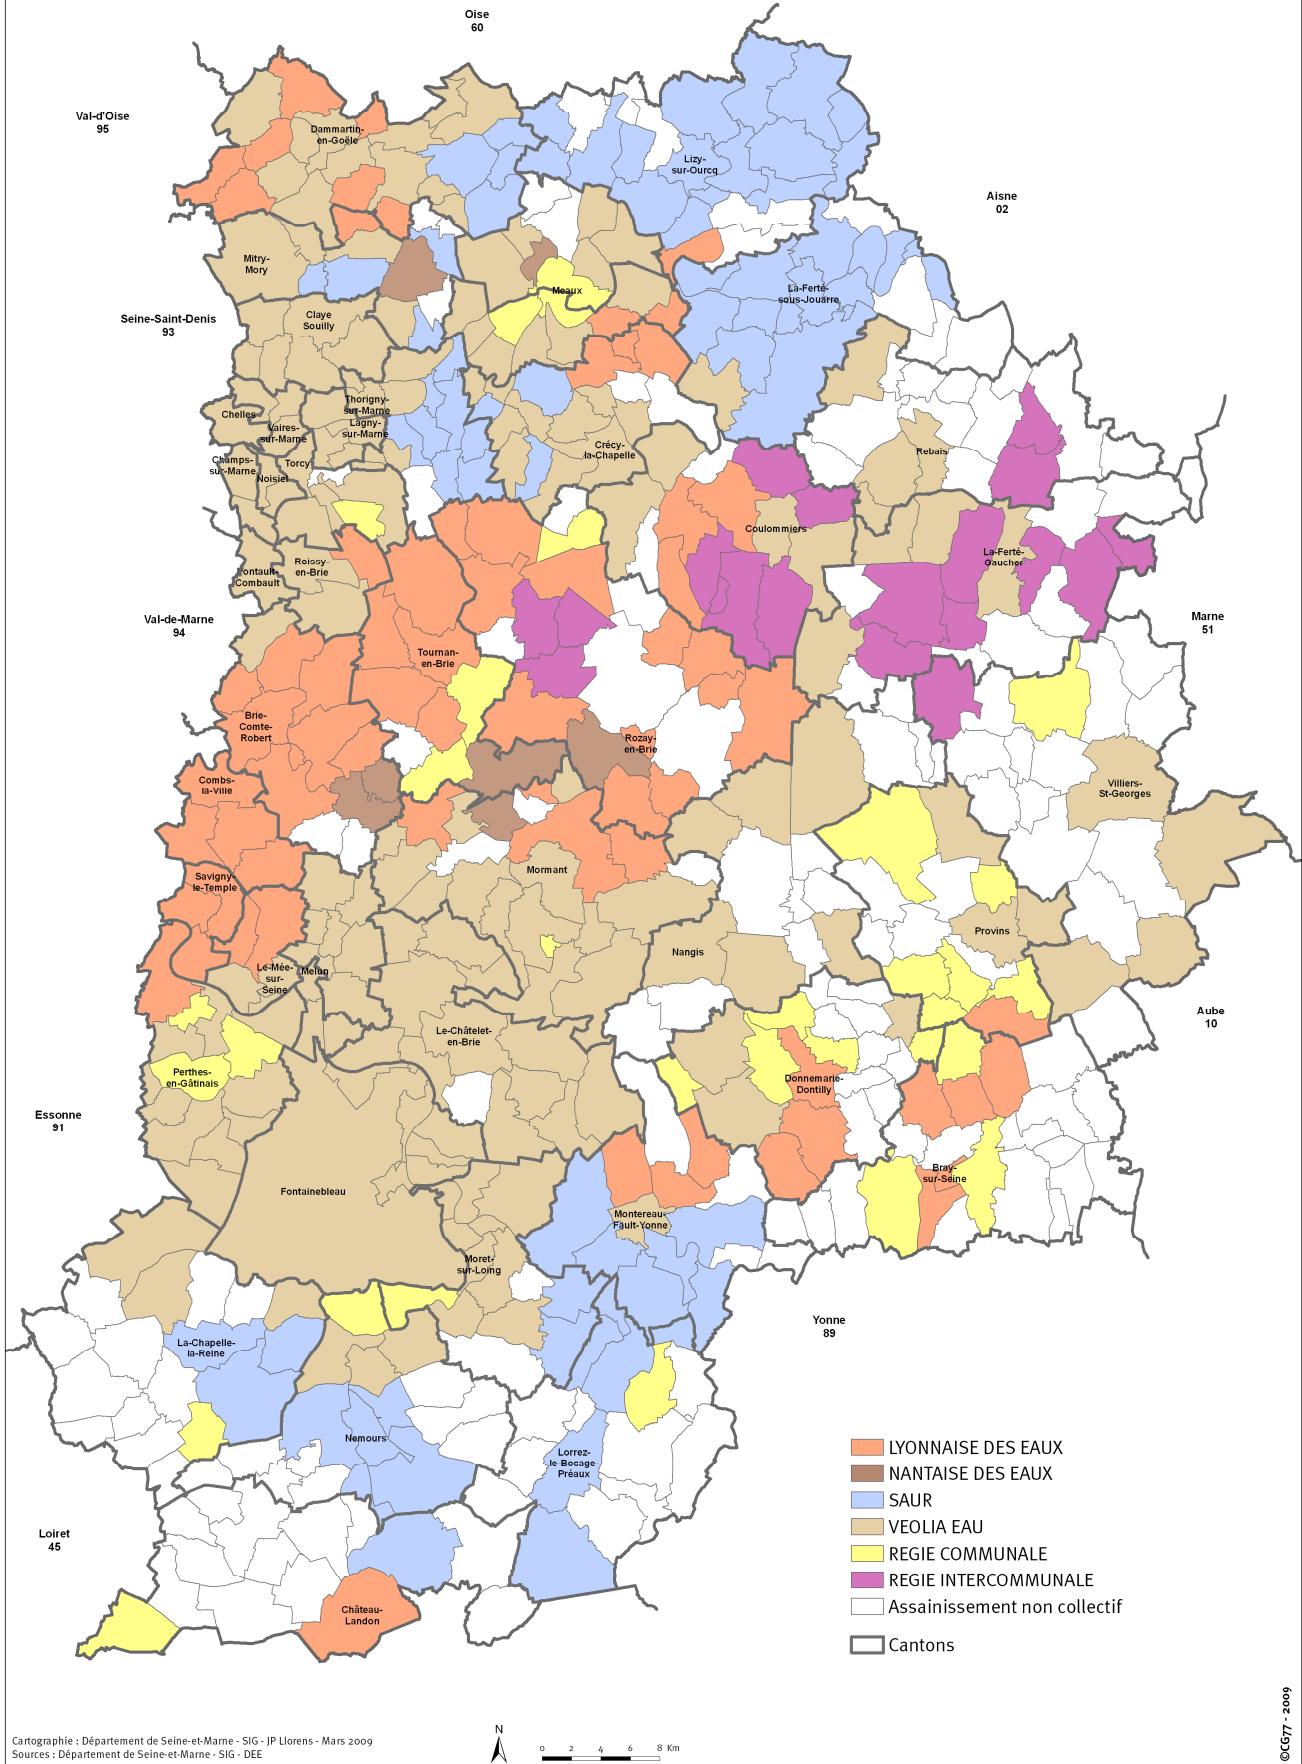 Oise
60
Val-d'Oise
95
Dammartin-
en-Goële
Lizy-
sur-Ourcq
Aisne
02
Mitry-
Mory
Meaux
La-Ferté-
sous-Jouarre
Seine-Saint-Denis
93
Claye
Souilly
Chelles
Thorigny-
sur-Marne
Vaires-
sur-Marne
Lagny-
sur-Marne
Crécy-
la-Chapelle
Rebais
Champs-
sur-Marne
Torcy
Noisiel
Coulommiers
La-Ferté-
Gaucher
Roissy-
en-Brie
Pontault-
Combault
Val-de-Marne
94
Marne
51
Tournan-
en-Brie
Brie-
Comte-
Robert
Rozay-
en-Brie
Combs-
la-Ville
Villiers-
St-Georges
Savigny-
le-Temple
Mormant
Provins
Nangis
Le-Mée-
sur-
Seine
Melun
Le-Châtelet-
en-Brie
Aube
10
Perthes-
en-Gâtinais
Donnemarie-
Dontilly
Essonne
91
Bray-
sur-Seine
Fontainebleau
Montereau-
Fault-Yonne
Moret-
sur-Loing
Yonne
89
La-Chapelle-
la-Reine
Nemours
Lorrez-
le-Bocage
Préaux
Loiret
45
Château-
Landon
LYONNAISE DES EAUX
NANTAISE DES EAUX
SAUR
VEOLIA EAU
REGIE COMMUNALE
REGIE INTERCOMMUNALE
Assainissement non collectif
Cantons
Cartographie : Département de Seine-et-Marne - SIG - JP Llorens - Mars 2009
Sources : Département de Seine-et-Marne - SIG - DEE
N
0 2 4 6 8 Km
©CG77 - 2009